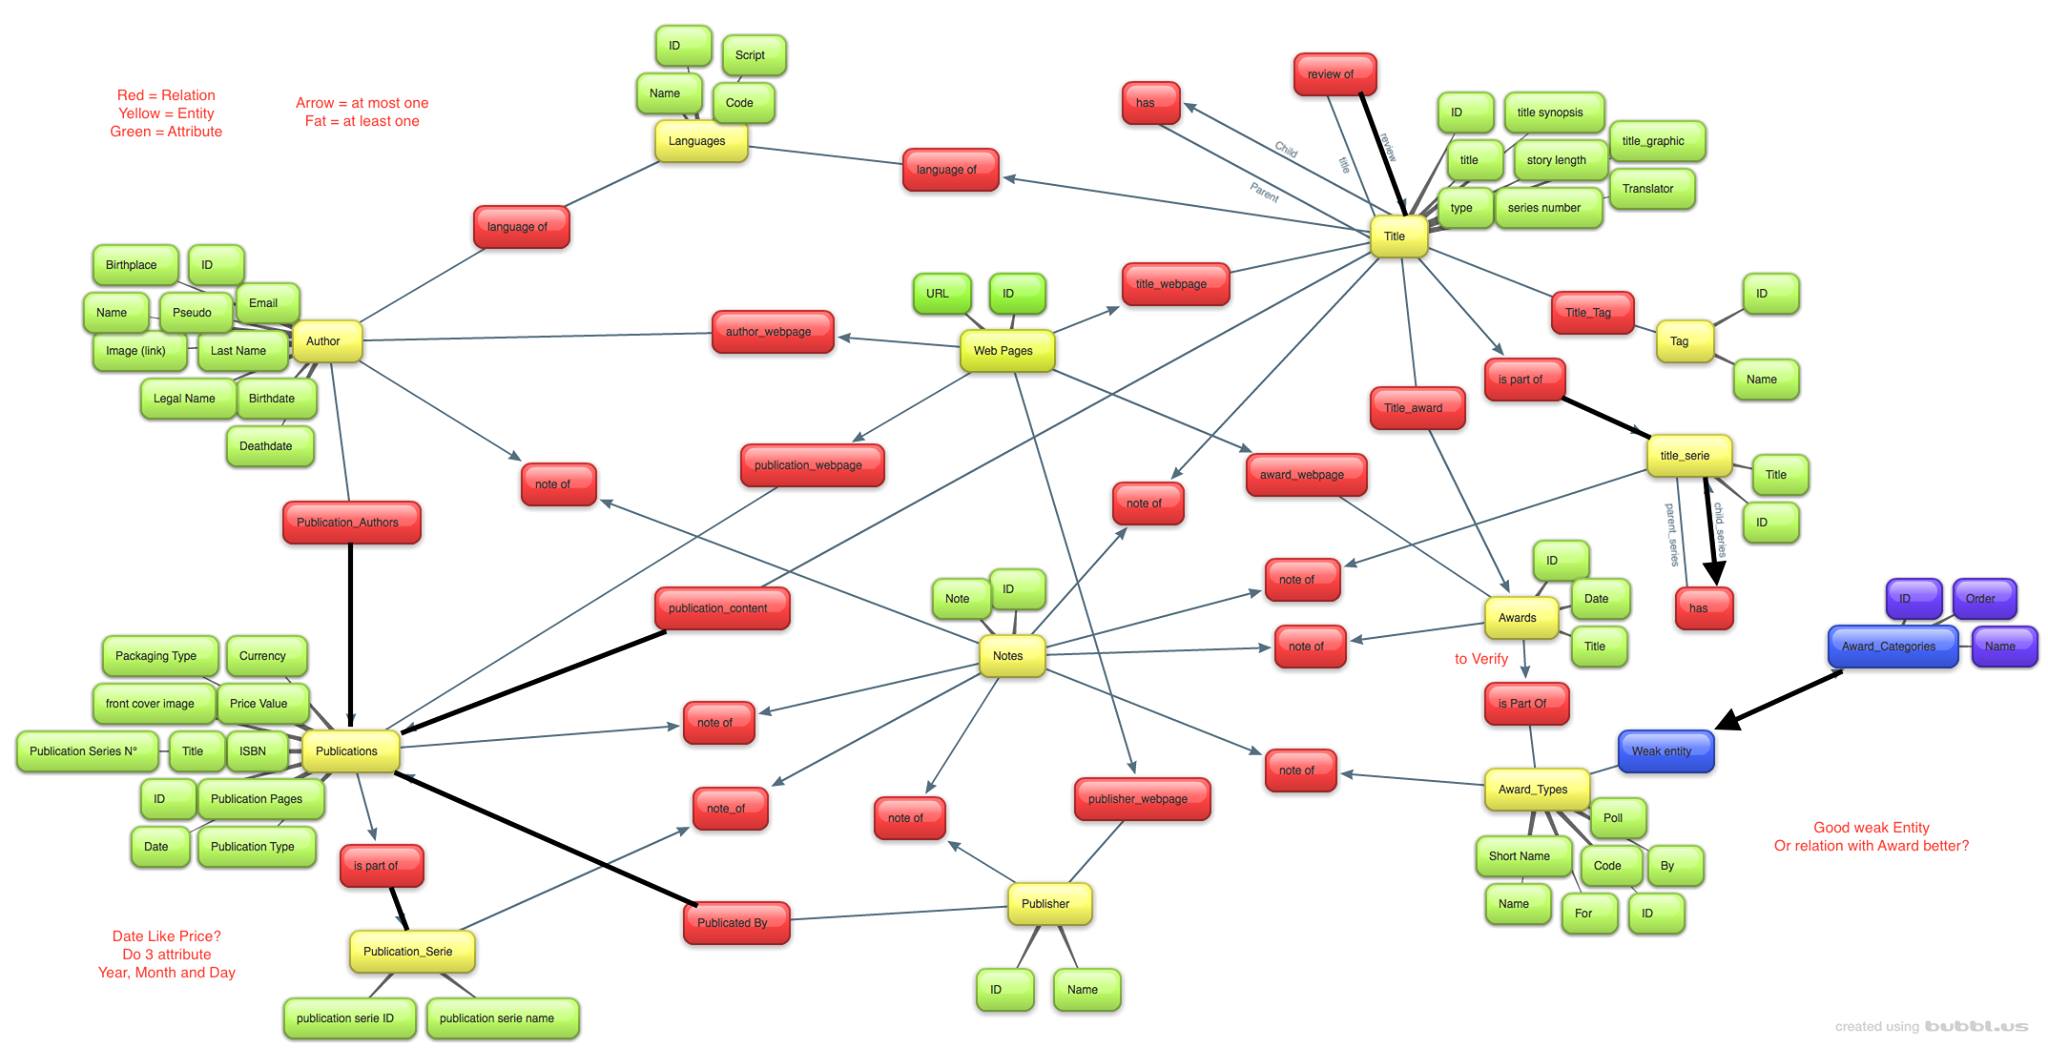 Red = Relation
Yellow = Entity
Green = Attribute
Arrow = at most one
Fat = at least one
ID
Script
Name
Code
Languages
language of
language of
has
review of
Child
Parent
title
review
ID
title synopsis
title_graphic
title
story length
Translator
type
series number
Title
Birthplace
ID
Email
Name
Pseudo
Image (link)
Last Name
Legal Name
Birthdate
Deathdate
Author
author_webpage
URL
ID
Web Pages
title_webpage
Title_Tag
ID
Tag
Name
is part of
Title_award
title_serie
Title
ID
parent_series
child_series
has
note of
publication_webpage
note of
award_webpage
Publication_Authors
publication_content
Note
ID
Notes
note of
note of
ID
Date
Title
Awards
to Verify
is Part Of
ID
Order
Award_Categories
Name
Weak entity
Packaging Type
Currency
front cover image
Price Value
Publication Series N°
Title
ISBN
Publications
ID
Publication Pages
Date
Publication Type
note of
note_of
note of
publisher_webpage
note of
Award_Types
Poll
Short Name
Code
By
Name
For
ID
Good weak Entity
Or relation with Award better?
is part of
Publicated By
Publisher
ID
Name
Date Like Price?
Do 3 attribute
Year, Month and Day
Publication_Serie
publication serie ID
publication serie name
created using bubbl.us